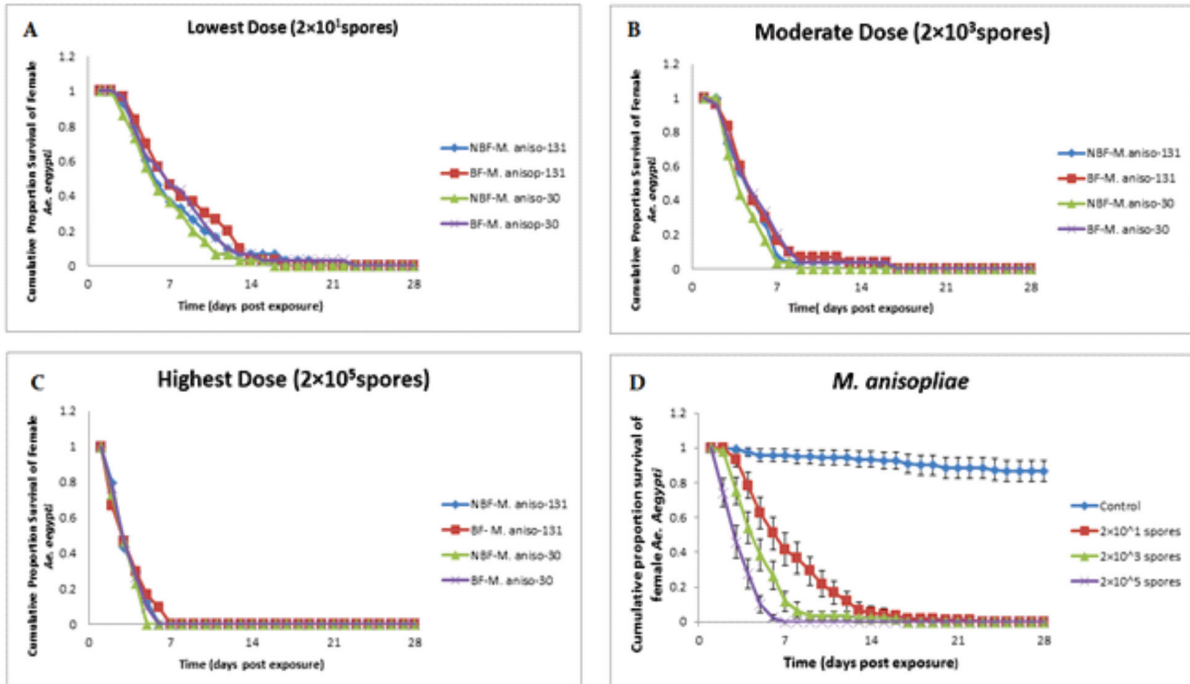 A
Lowest Dose (2×10¹spores)
Cumulative Proportion Survival of Female
Ae. aegypti
1.2
1
0.8
0.6
0.4
0.2
0
0 7 14 21 28
Time (days post exposure)
NBF-M. aniso-131
BF-M. anisop-131
NBF-M. aniso-30
BF-M. anisop-30
B
Moderate Dose (2×10³spores)
Cumulative Proportion Survival of Female
Ae. aegypti
1.2
1
0.8
0.6
0.4
0.2
0
0 7 14 21 28
Time( days post exposure)
NBF-M.aniso-131
BF-M. aniso-131
NBF-M.aniso-30
BF-M. aniso-30
C
Highest Dose (2×10⁵spores)
Cumulative Proportion Survival of Female
Ae. aegypti
1.2
1
0.8
0.6
0.4
0.2
0
0 7 14 21 28
Time (days post exposure)
NBF-M. aniso-131
BF- M. aniso-131
NBF-M. aniso-30
BF-M. aniso-30
D
M. anisopliae
Cumulative proportion survival of
female Ae. Aegypti
1.2
1
0.8
0.6
0.4
0.2
0
0 7 14 21 28
Time (days post exposure)
Control
2×10^1 spores
2×10^3 spores
2×10^5 spores